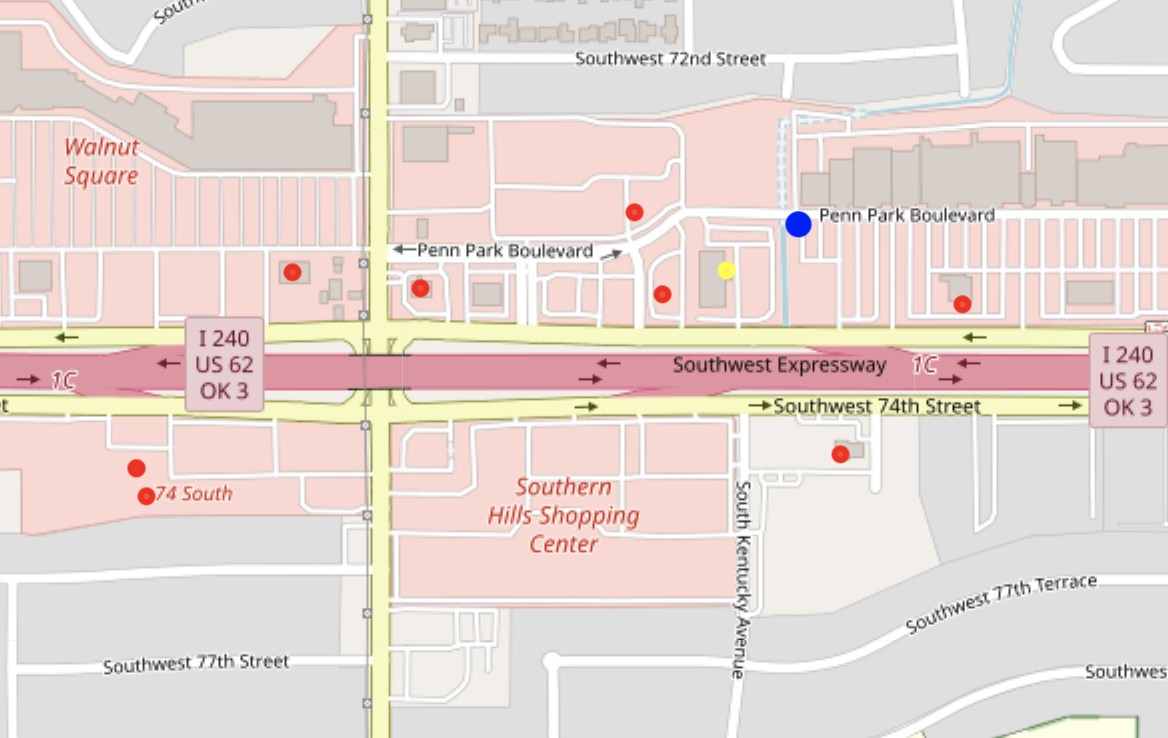 South
Southwest 72nd Street
Walnut
Square
Penn Park Boulevard
Penn Park Boulevard
I 240
US 62
OK 3
Southwest Expressway
1C
I 240
US 62
OK 3
1C
Southwest 74th Street
74 South
Southern
Hills Shopping
Center
South Kentucky Avenue
Southwest 77th Terrace
Southwest 77th Street
Southwes